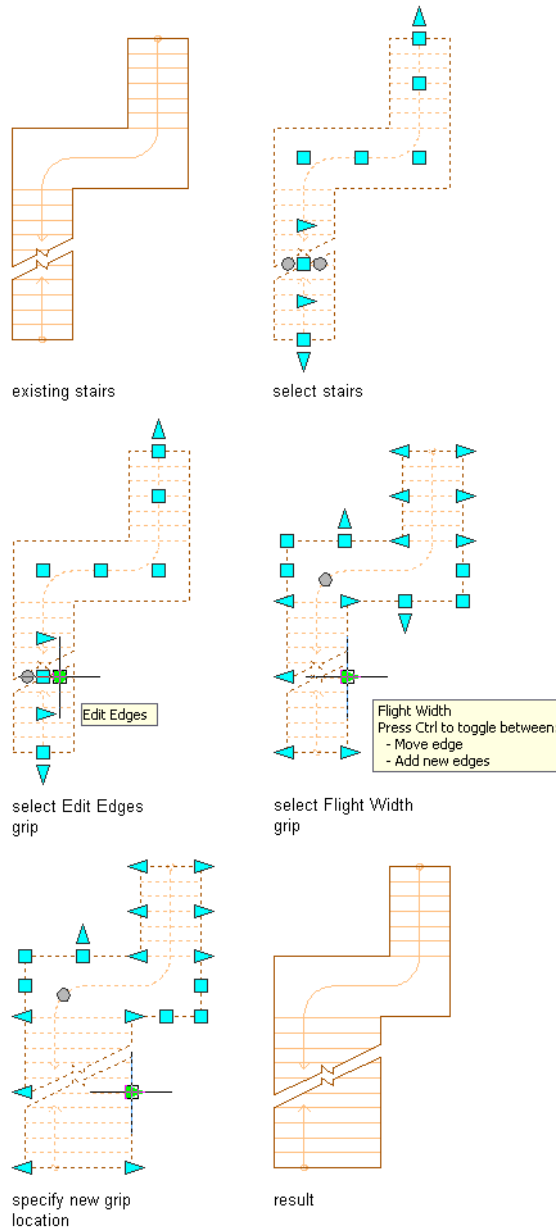 existing stairs
select stairs
Edit Edges
Flight Width
Press Ctrl to toggle between:
- Move edge
- Add new edges
select Edit Edges
grip
select Flight Width
grip
specify new grip
location
result